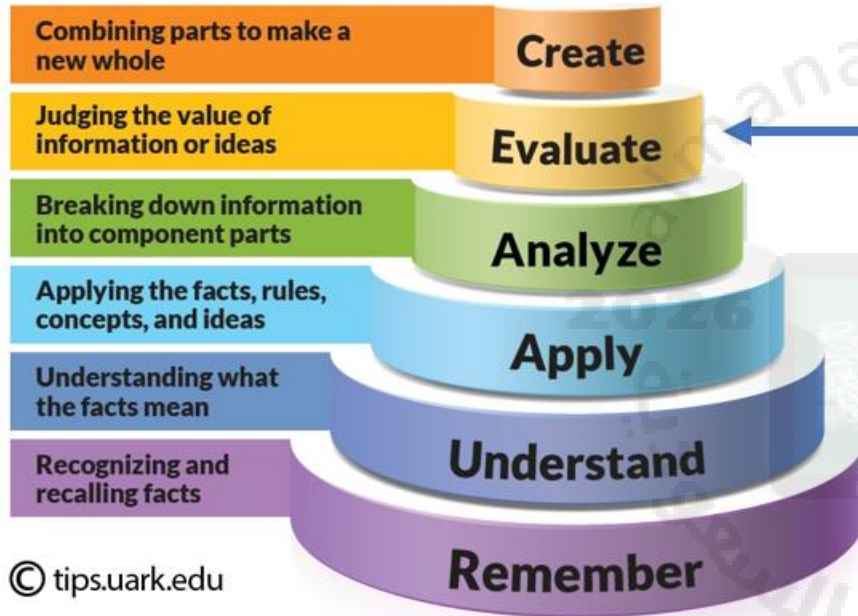 Combining parts to make a
new whole
Create
Judging the value of
information or ideas
Evaluate
Breaking down information
into component parts
Analyze
Applying the facts, rules,
concepts, and ideas
Apply
2026
Understanding what
the facts mean
Understand
Recognizing and
recalling facts
Remember
© tips.uark.edu